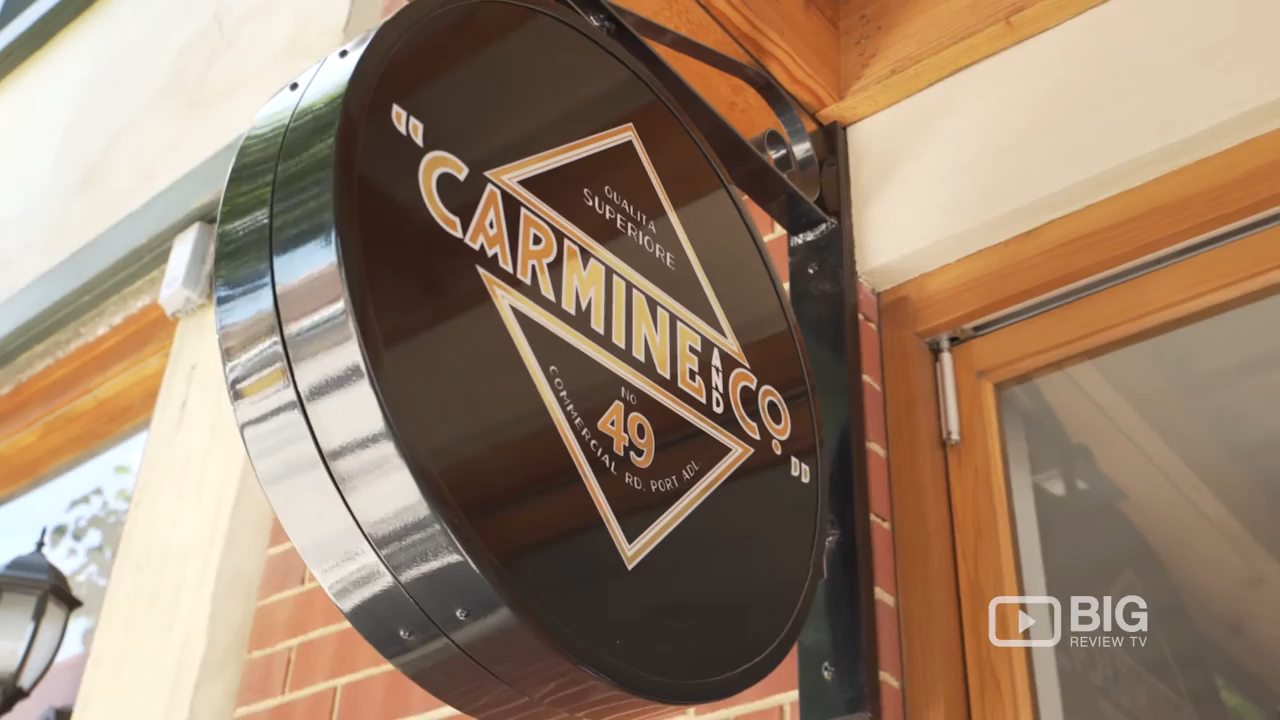 QUALITA
SUPERIORE
"CARMINE AND CO"
NO
49
COMMERCIAL RD. PORT ADL.
BIG
REVIEW TV